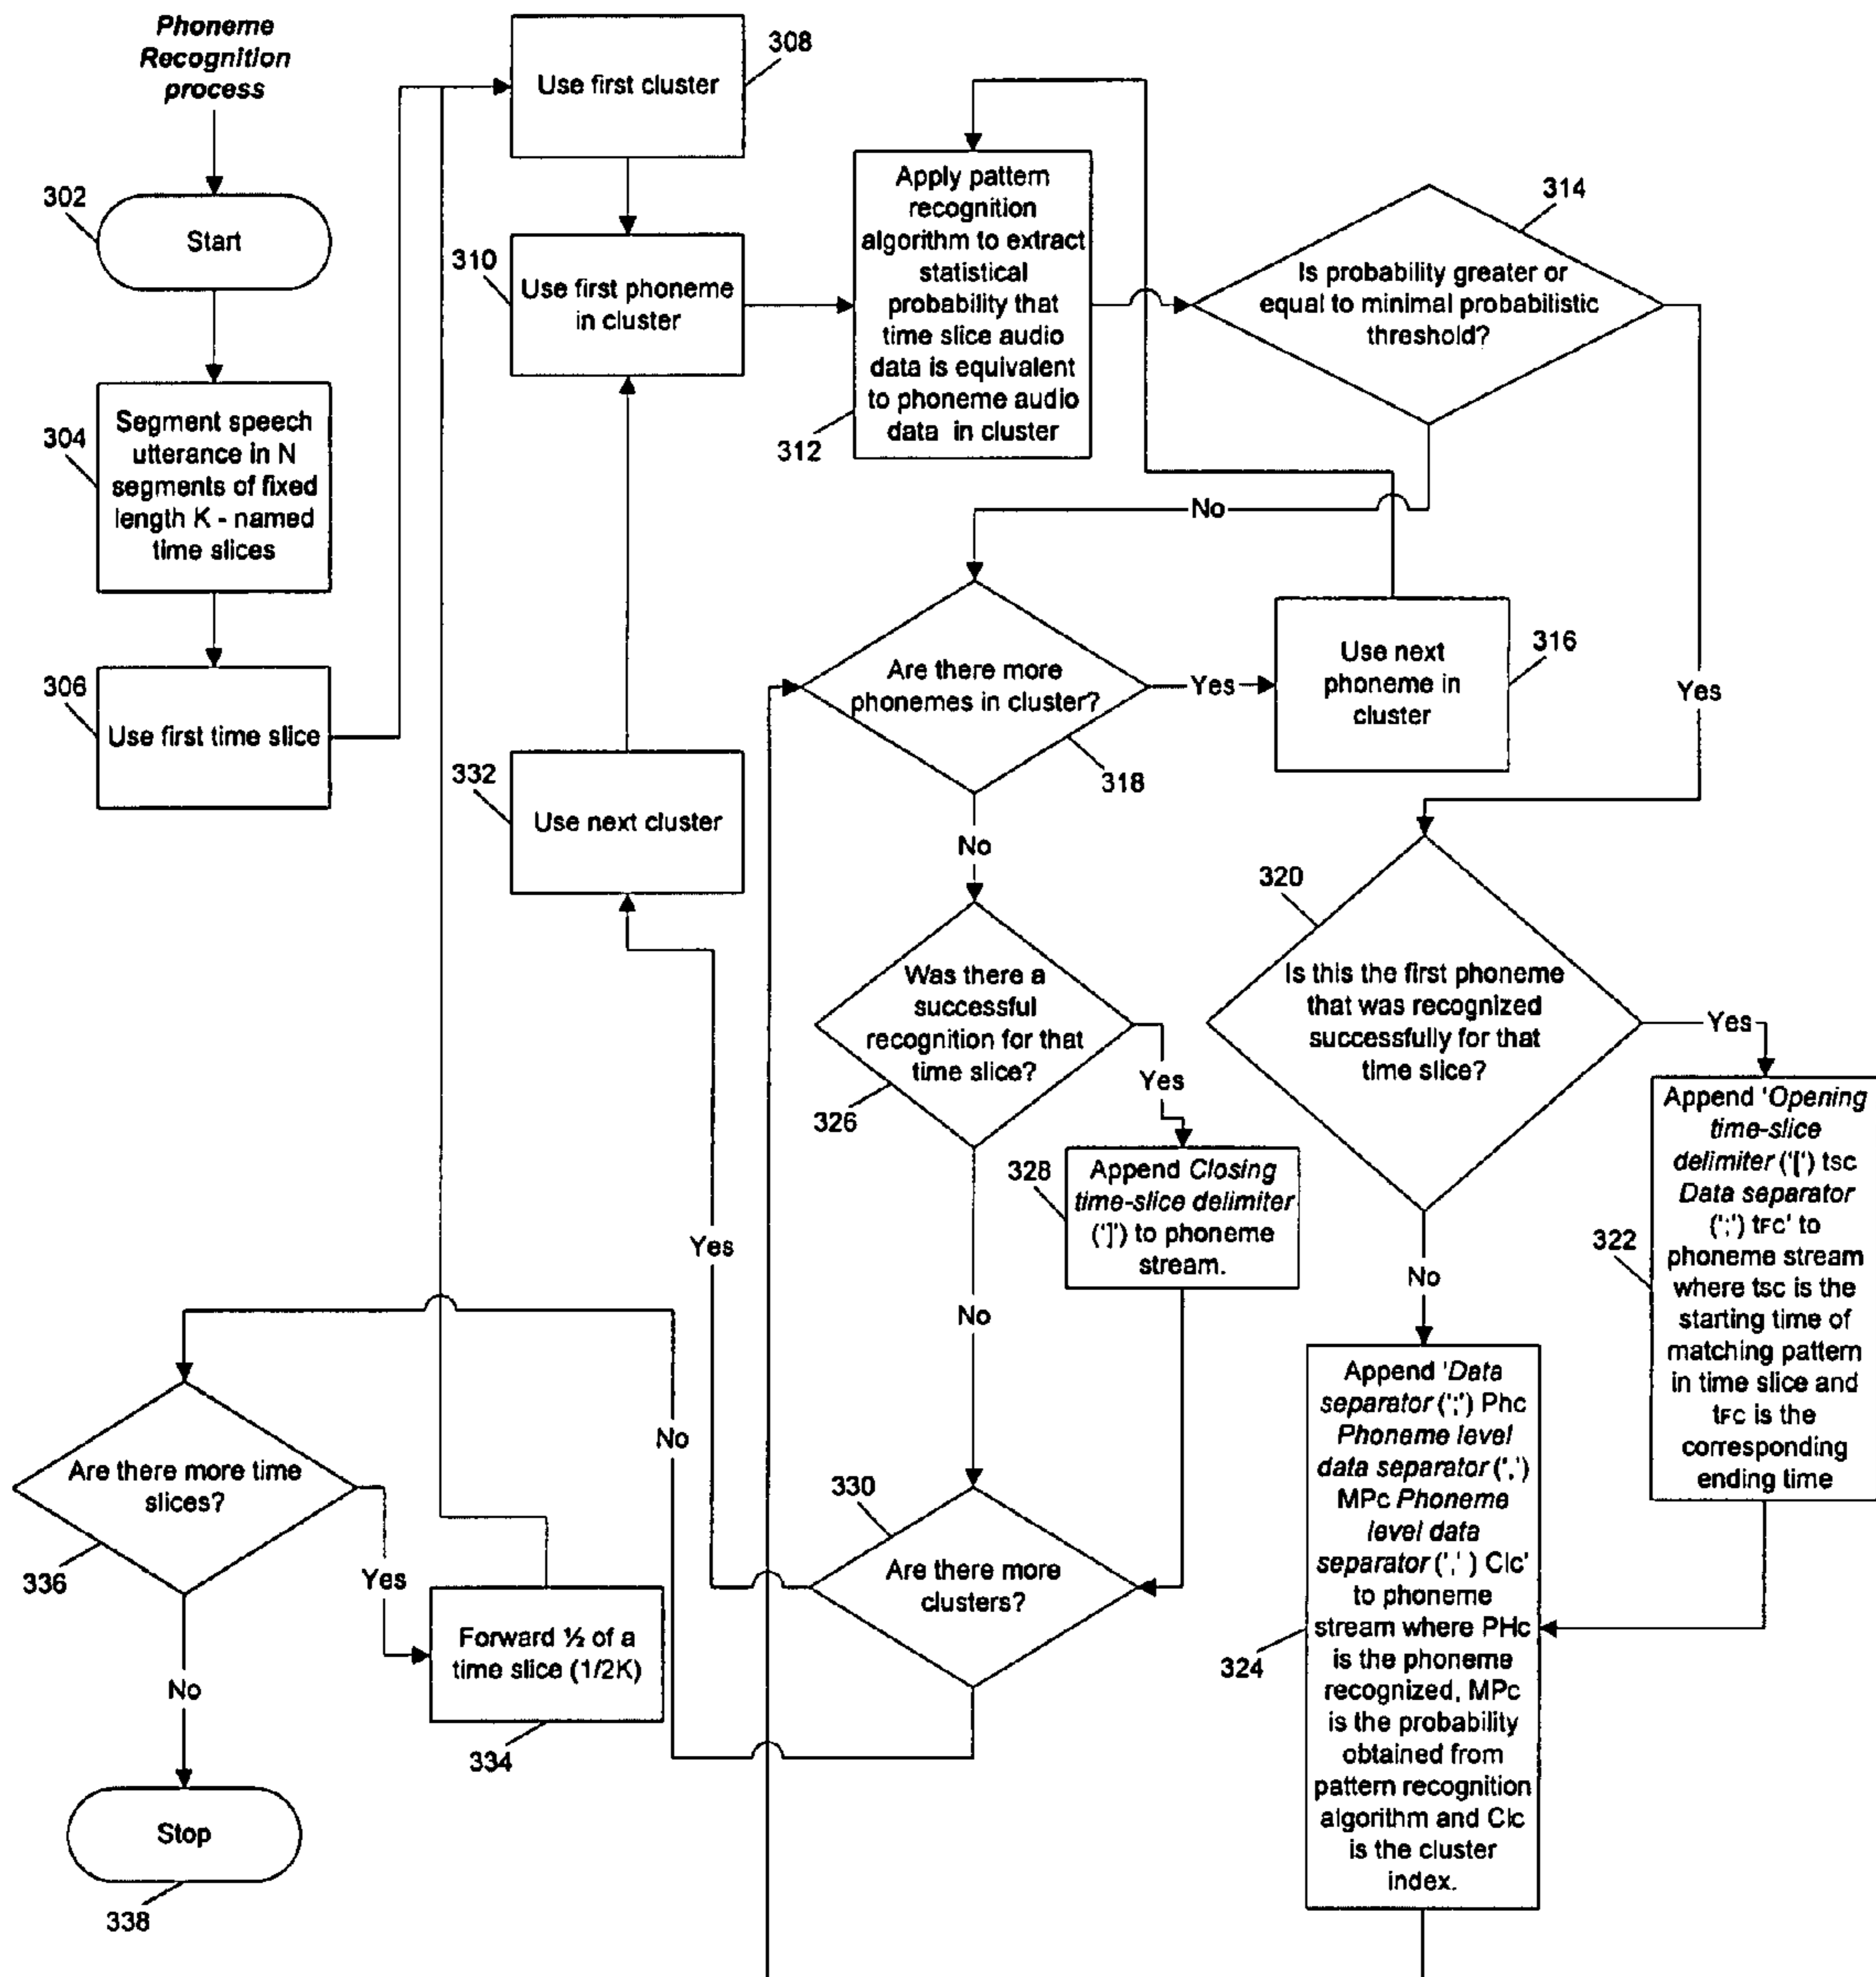 Phoneme
Recognition
process
302
Start
304
Segment speech
utterance in N
segments of fixed
length K - named
time slices
306
Use first time slice
308
Use first cluster
310
Use first phoneme
in cluster
312
Apply pattern
recognition
algorithm to extract
statistical
probability that
time slice audio
data is equivalent
to phoneme audio
data in cluster
314
Is probability greater or
equal to minimal probabilistic
threshold?
No
Yes
316
Use next
phoneme in
cluster
318
Are there more
phonemes in cluster?
Yes
No
320
Is this the first phoneme
that was recognized
successfully for that
time slice?
Yes
No
322
Append 'Opening
time-slice
delimiter ('[') tsc
Data separator
(';') tFC' to
phoneme stream
where tsc is the
starting time of
matching pattern
in time slice and
tFC is the
corresponding
ending time
324
Append 'Data
separator (';') Phc
Phoneme level
data separator (',')
MPc Phoneme
level data
separator (',' ) Clc'
to phoneme
stream where PHc
is the phoneme
recognized, MPc
is the probability
obtained from
pattern recognition
algorithm and Clc
is the cluster
index.
326
Was there a
successful
recognition for that
time slice?
Yes
No
328
Append Closing
time-slice delimiter
(']') to phoneme
stream.
330
Are there more
clusters?
Yes
No
332
Use next cluster
334
Forward ½ of a
time slice (1/2K)
336
Are there more time
slices?
Yes
No
338
Stop